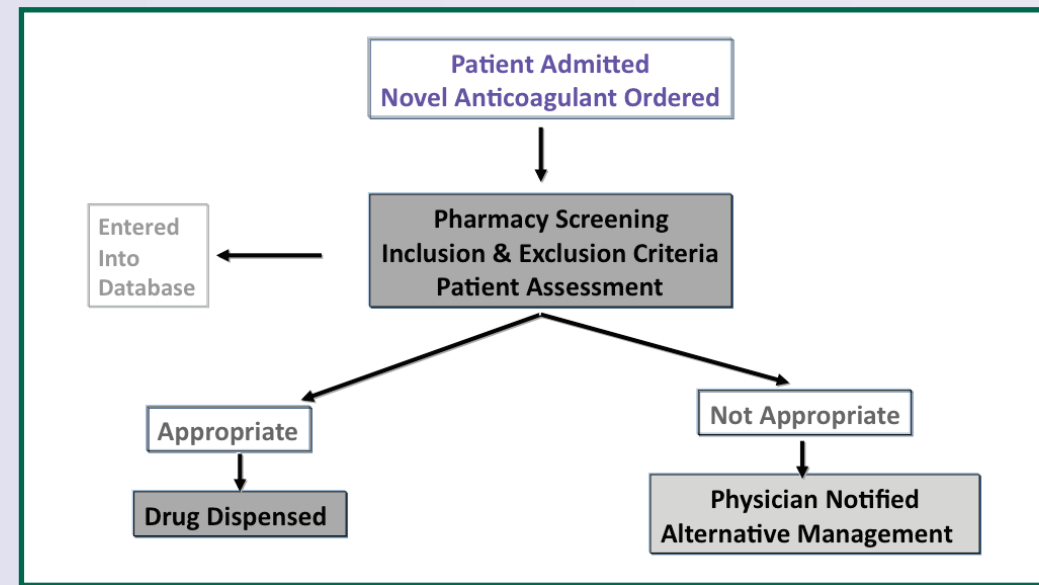 Patient Admitted
Novel Anticoagulant Ordered
Pharmacy Screening
Inclusion & Exclusion Criteria
Patient Assessment
Entered
Into
Database
Appropriate
Not Appropriate
Drug Dispensed
Physician Notified
Alternative Management